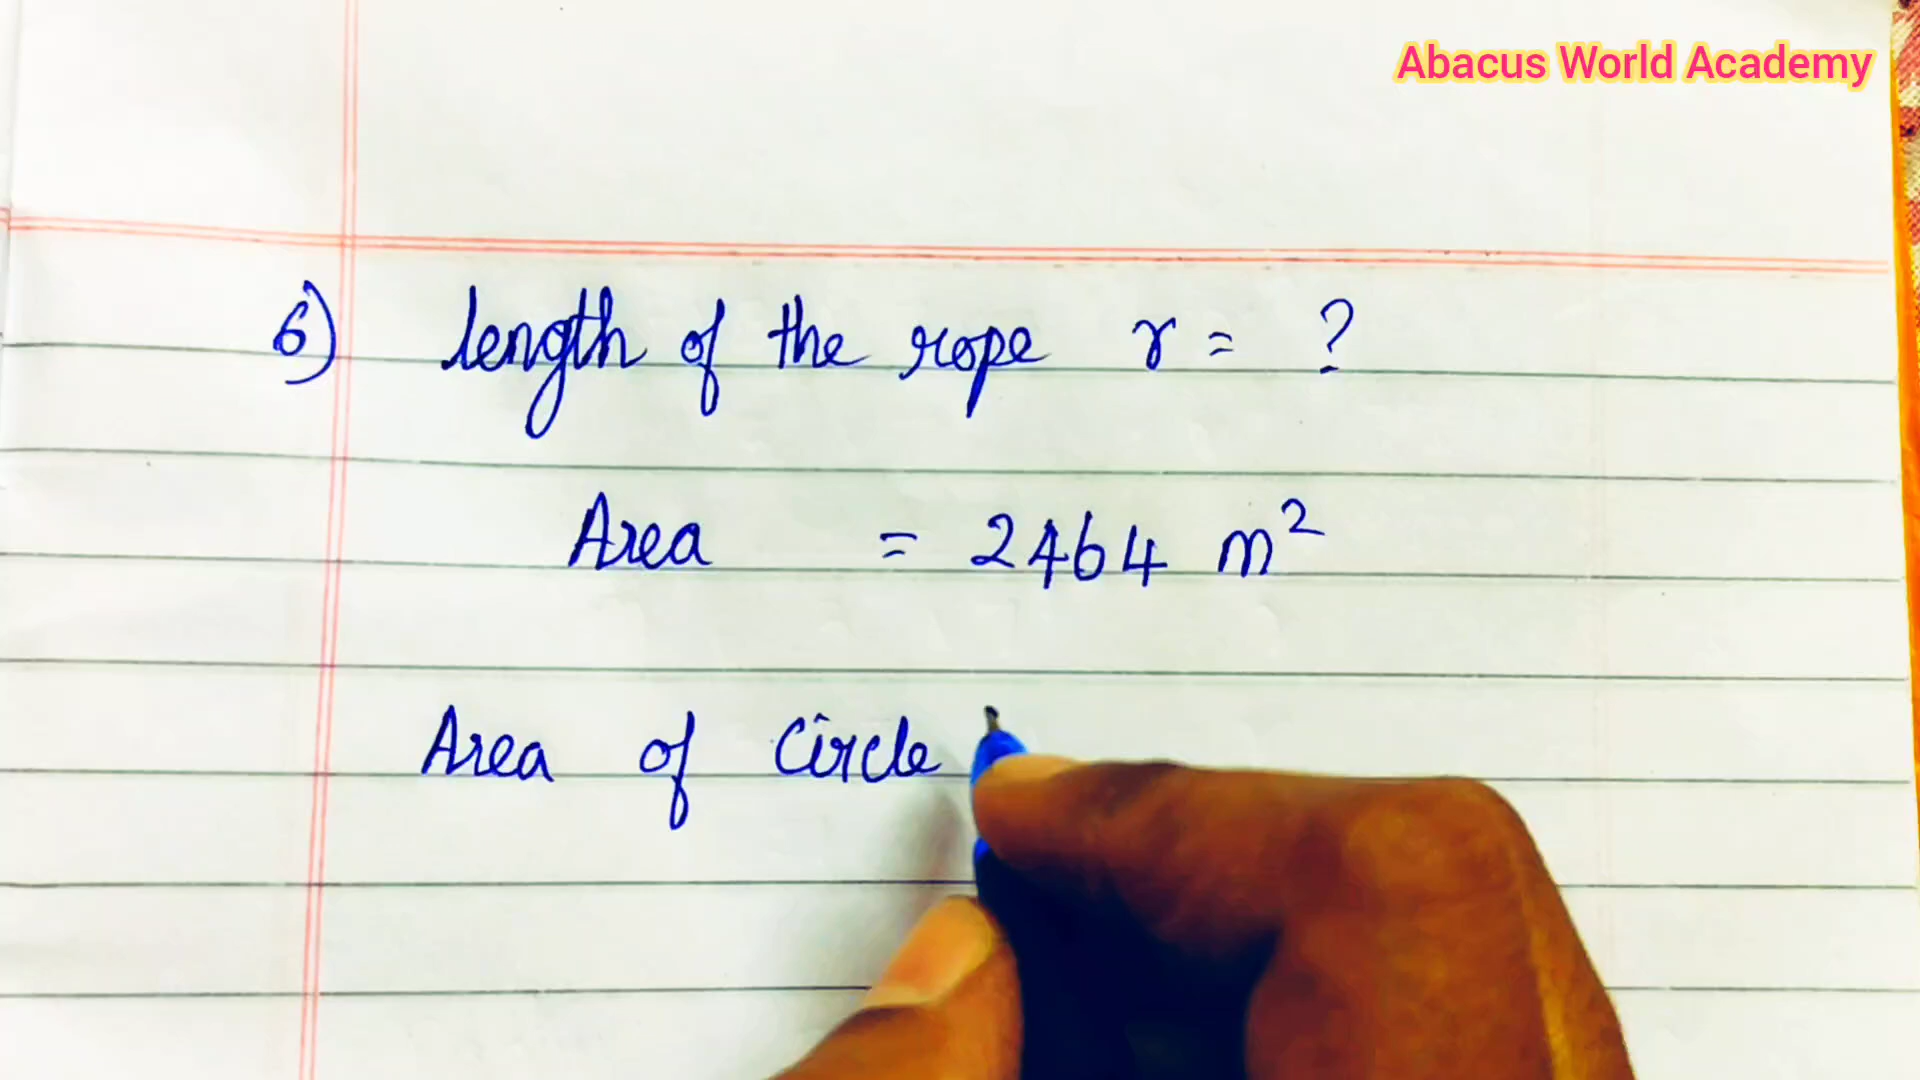 Abacus World Academy
6) length of the rope r = ?
Area = 2464 m²
Area of Circle